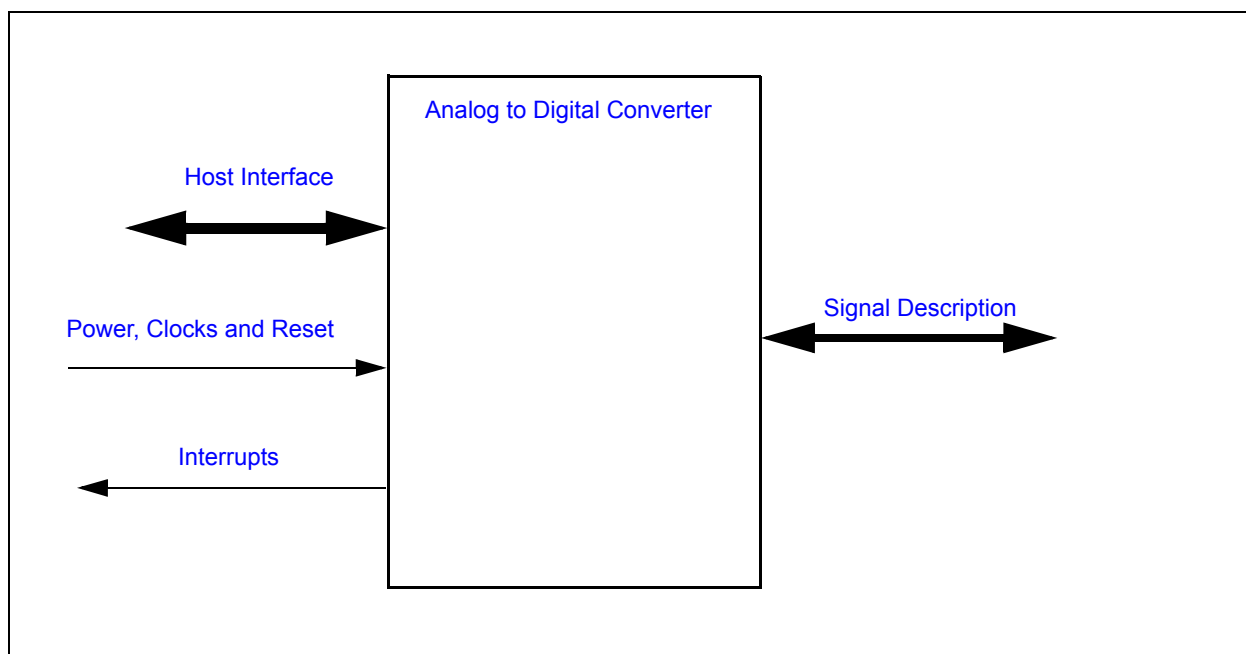 Analog to Digital Converter
Host Interface
Power, Clocks and Reset
Signal Description
Interrupts